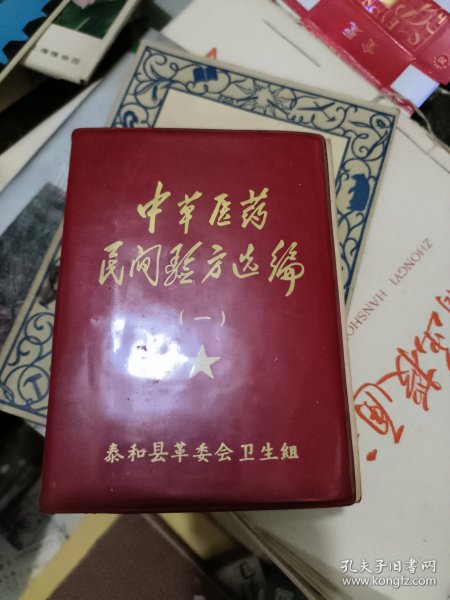 中草医药
民间验方选编
(一)
泰和县革委会卫生组
ZHONGYI HANSHO
孔夫子旧书网
www.kongfz.com